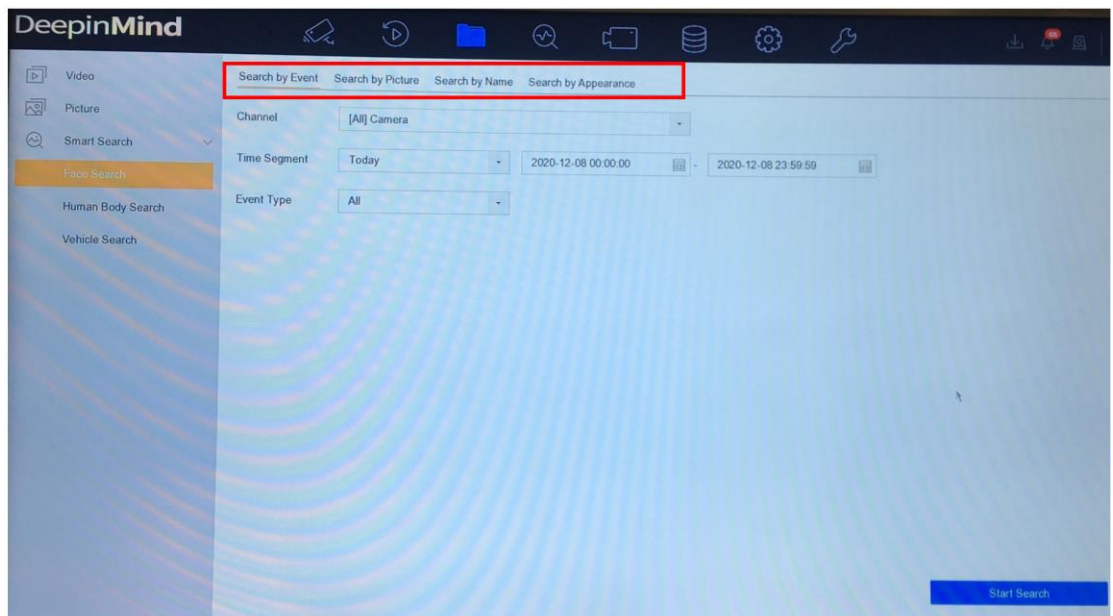 DeepinMind
Video
Picture
Smart Search
Face Search
Human Body Search
Vehicle Search
Search by Event Search by Picture Search by Name Search by Appearance
Channel [All] Camera
Time Segment Today 2020-12-08 00:00:00 - 2020-12-08 23:59:59
Event Type All
Start Search